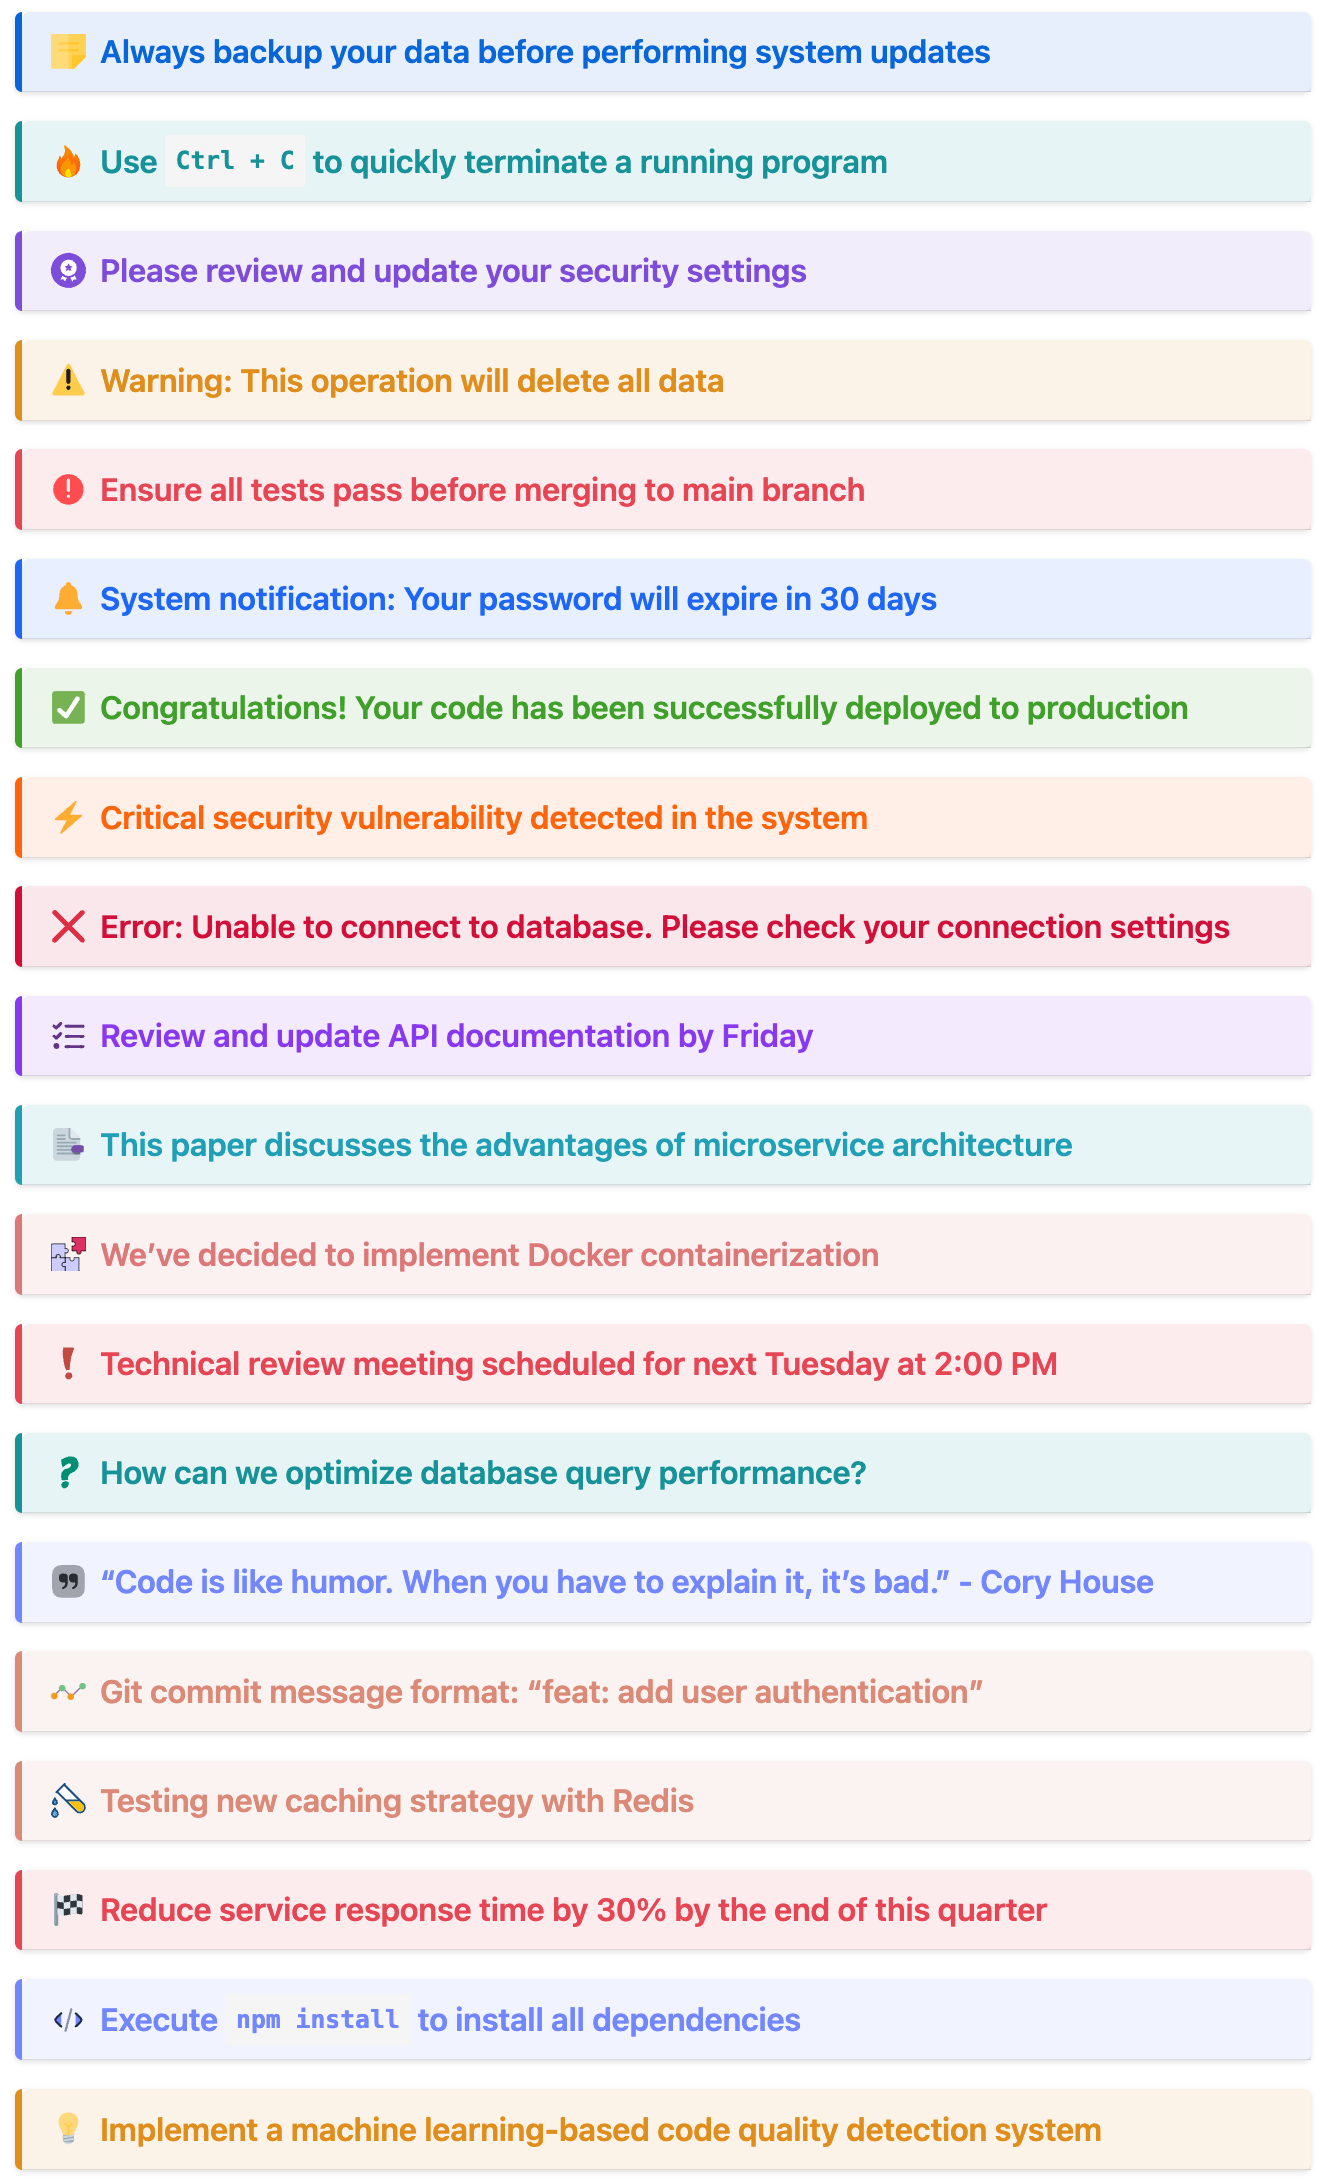 Always backup your data before performing system updates
Use Ctrl + C to quickly terminate a running program
Please review and update your security settings
Warning: This operation will delete all data
Ensure all tests pass before merging to main branch
System notification: Your password will expire in 30 days
Congratulations! Your code has been successfully deployed to production
Critical security vulnerability detected in the system
Error: Unable to connect to database. Please check your connection settings
Review and update API documentation by Friday
This paper discusses the advantages of microservice architecture
We’ve decided to implement Docker containerization
Technical review meeting scheduled for next Tuesday at 2:00 PM
How can we optimize database query performance?
“Code is like humor. When you have to explain it, it’s bad.” - Cory House
Git commit message format: “feat: add user authentication”
Testing new caching strategy with Redis
Reduce service response time by 30% by the end of this quarter
Execute npm install to install all dependencies
Implement a machine learning-based code quality detection system